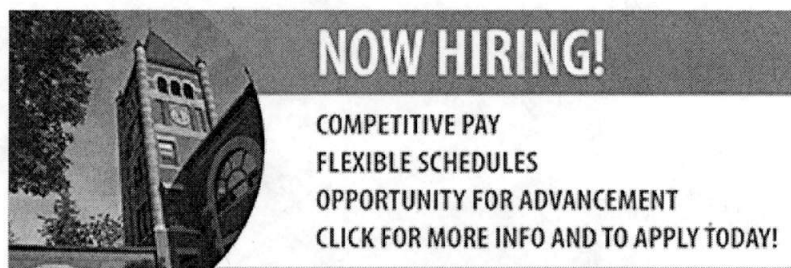 NOW HIRING!
COMPETITIVE PAY
FLEXIBLE SCHEDULES
OPPORTUNITY FOR ADVANCEMENT
CLICK FOR MORE INFO AND TO APPLY TODAY!